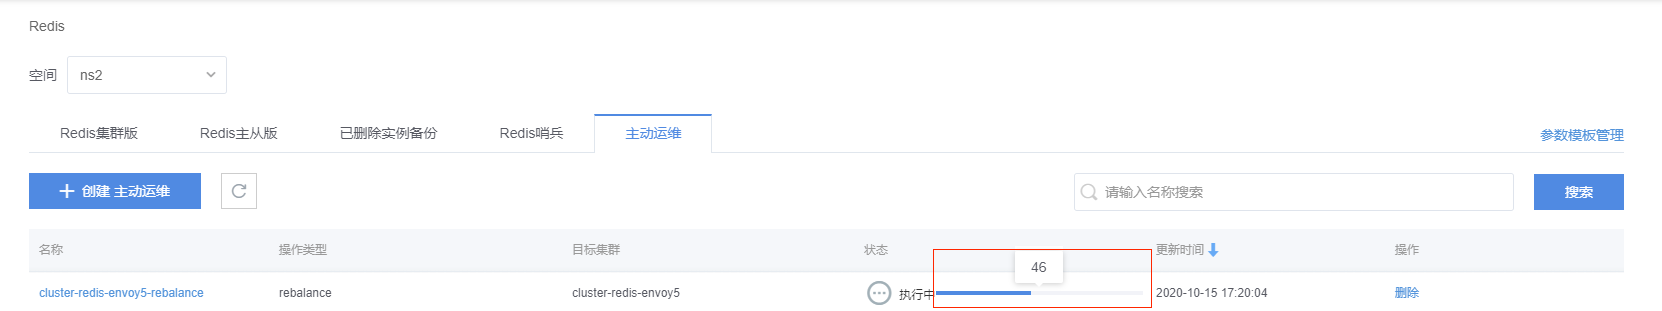 Redis
空间 ns2
Redis集群版 Redis主从版 已删除实例备份 Redis哨兵 主动运维 参数模板管理
创建 主动运维 请输入名称搜索 搜索
名称 操作类型 目标集群 状态 更新时间 操作
46
cluster-redis-envoy5-rebalance rebalance cluster-redis-envoy5 执行中 2020-10-15 17:20:04 删除